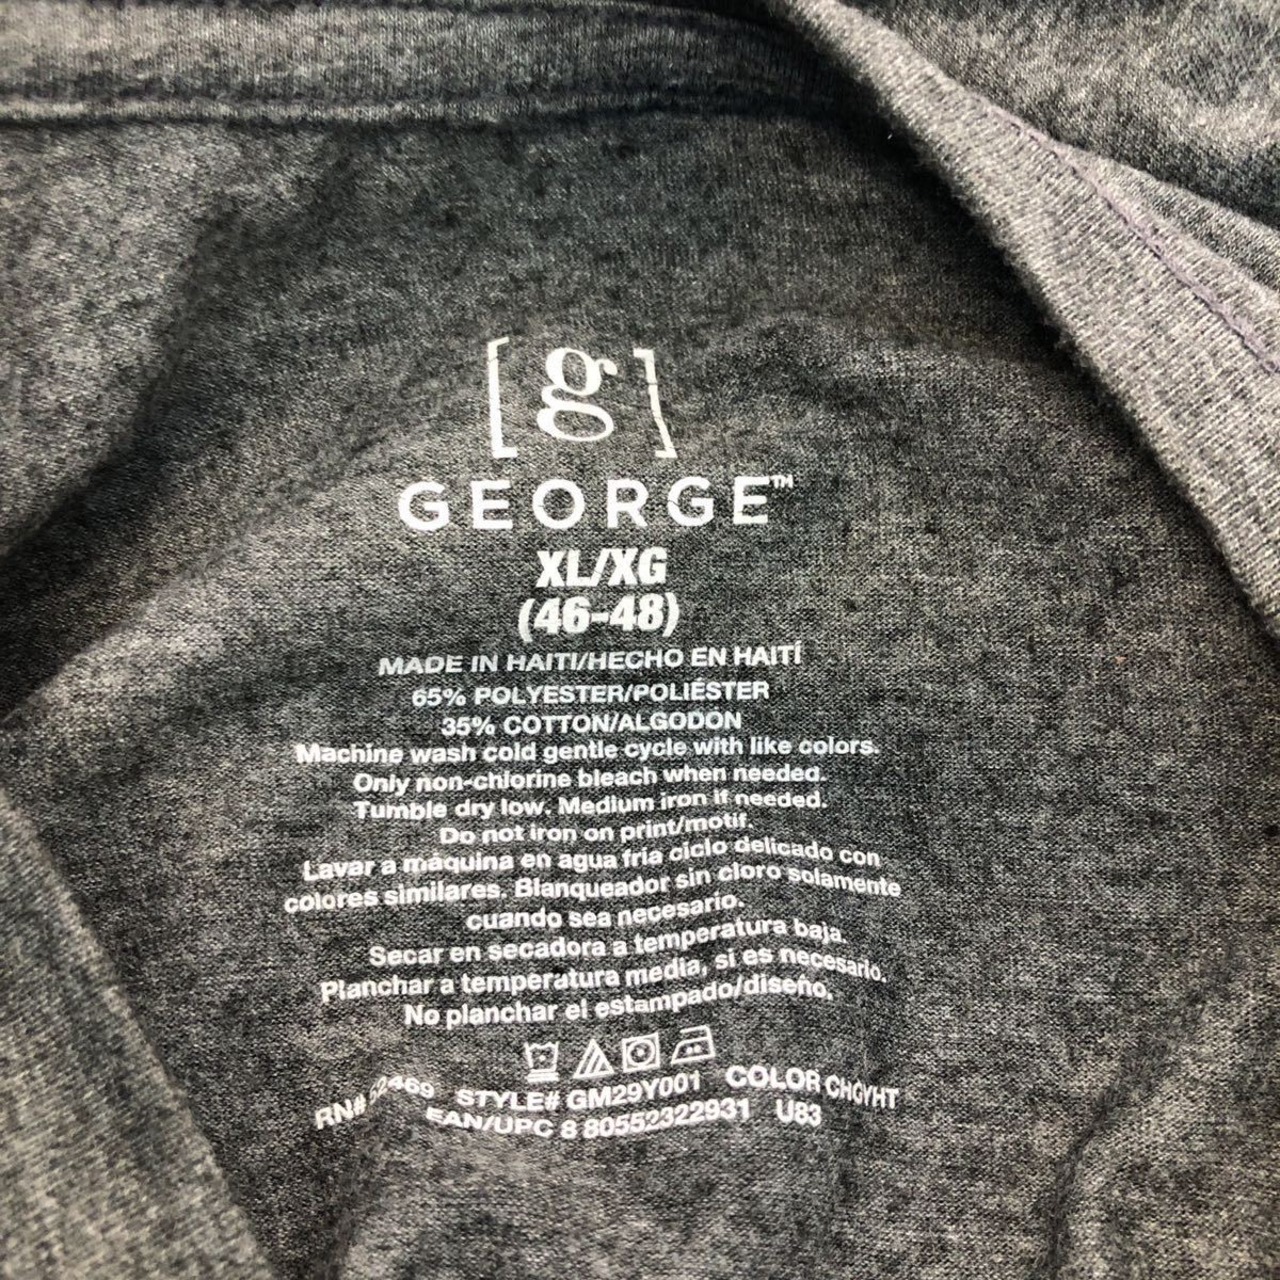 [g]
GEORGE™
XL/XG
(46-48)
MADE IN HAITI/HECHO EN HAITÍ
65% POLYESTER/POLIÉSTER
35% COTTON/ALGODON
Machine wash cold gentle cycle with like colors.
Only non-chlorine bleach when needed.
Tumble dry low. Medium iron if needed.
Do not iron on print/motif.
Lavar a máquina en agua fría ciclo delicado con
colores similares. Blanqueador sin cloro solamente
cuando sea necesario.
Secar en secadora a temperatura baja.
Planchar a temperatura media, si es necesario.
No planchar el estampado/diseño.
RN# 52469 STYLE# GM29Y001 COLOR CHGYHT
EAN/UPC 8 80552322931 U83